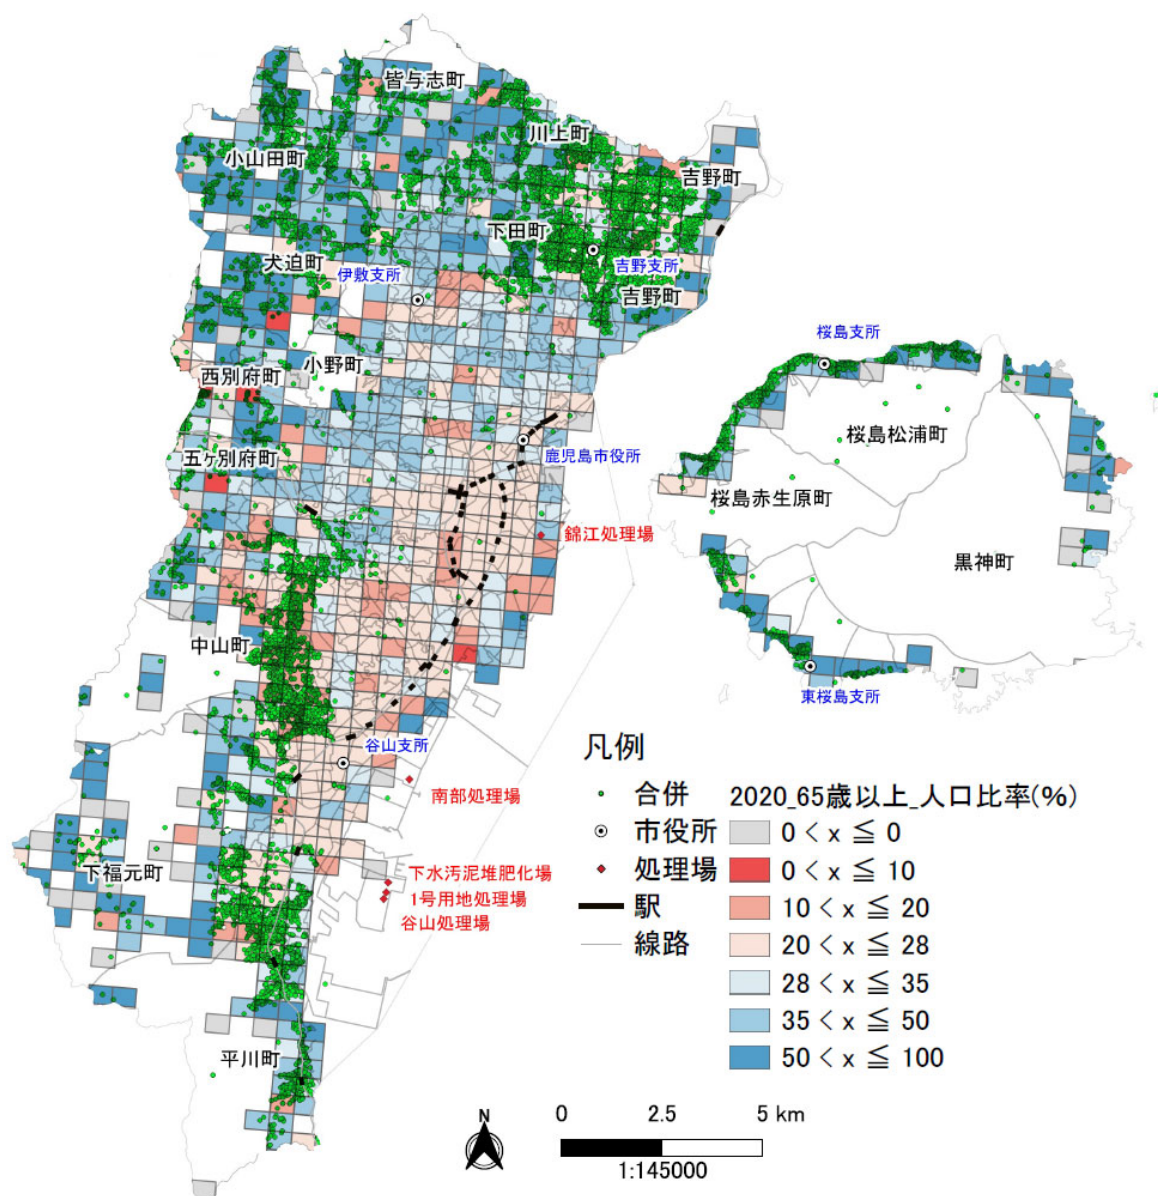 皆与志町
川上町
小山田町
吉野町
下田町
犬迫町
伊敷支所
吉野支所
吉野町
桜島支所
小野町
西別府町
桜島松浦町
五ヶ別府町
鹿児島市役所
桜島赤生原町
錦江処理場
黒神町
中山町
東桜島支所
谷山支所
南部処理場
下福元町
下水汚泥堆肥化場
1号用地処理場
谷山処理場
平川町
凡例
合併
市役所
処理場
駅
線路
2020_65歳以上_人口比率(%)
0 < x ≦ 0
0 < x ≦ 10
10 < x ≦ 20
20 < x ≦ 28
28 < x ≦ 35
35 < x ≦ 50
50 < x ≦ 100
N
0 2.5 5 km
1:145000